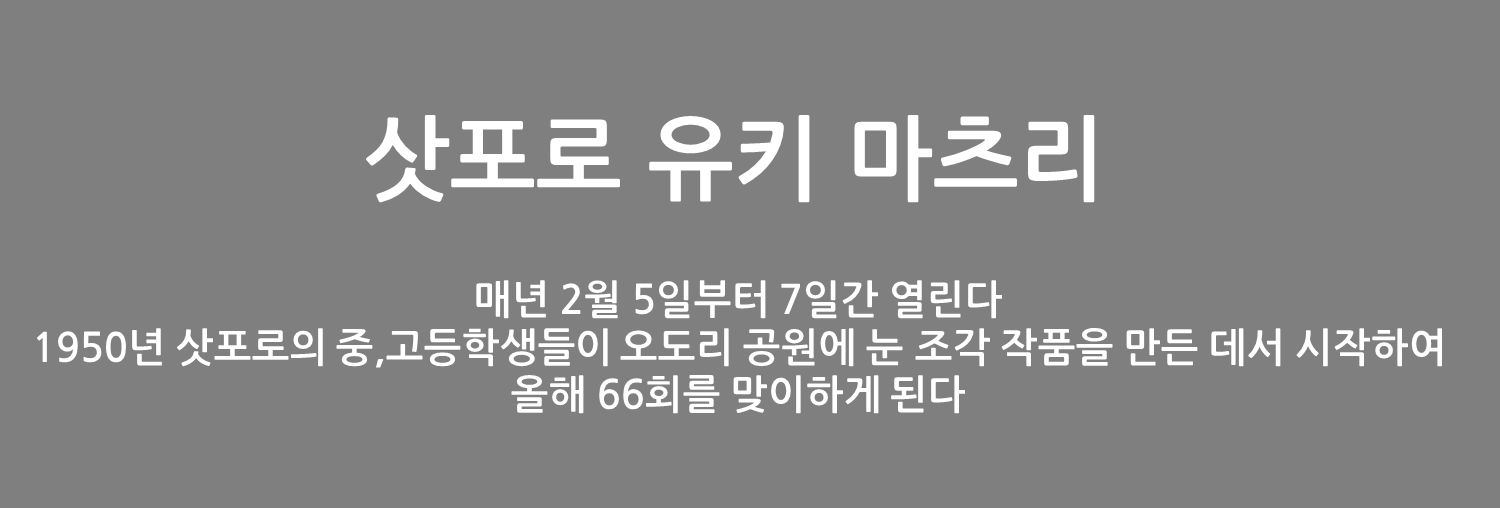 삿포로 유키 마츠리
매년 2월 5일부터 7일간 열린다
1950년 삿포로의 중,고등학생들이 오도리 공원에 눈 조각 작품을 만든 데서 시작하여
올해 66회를 맞이하게 된다